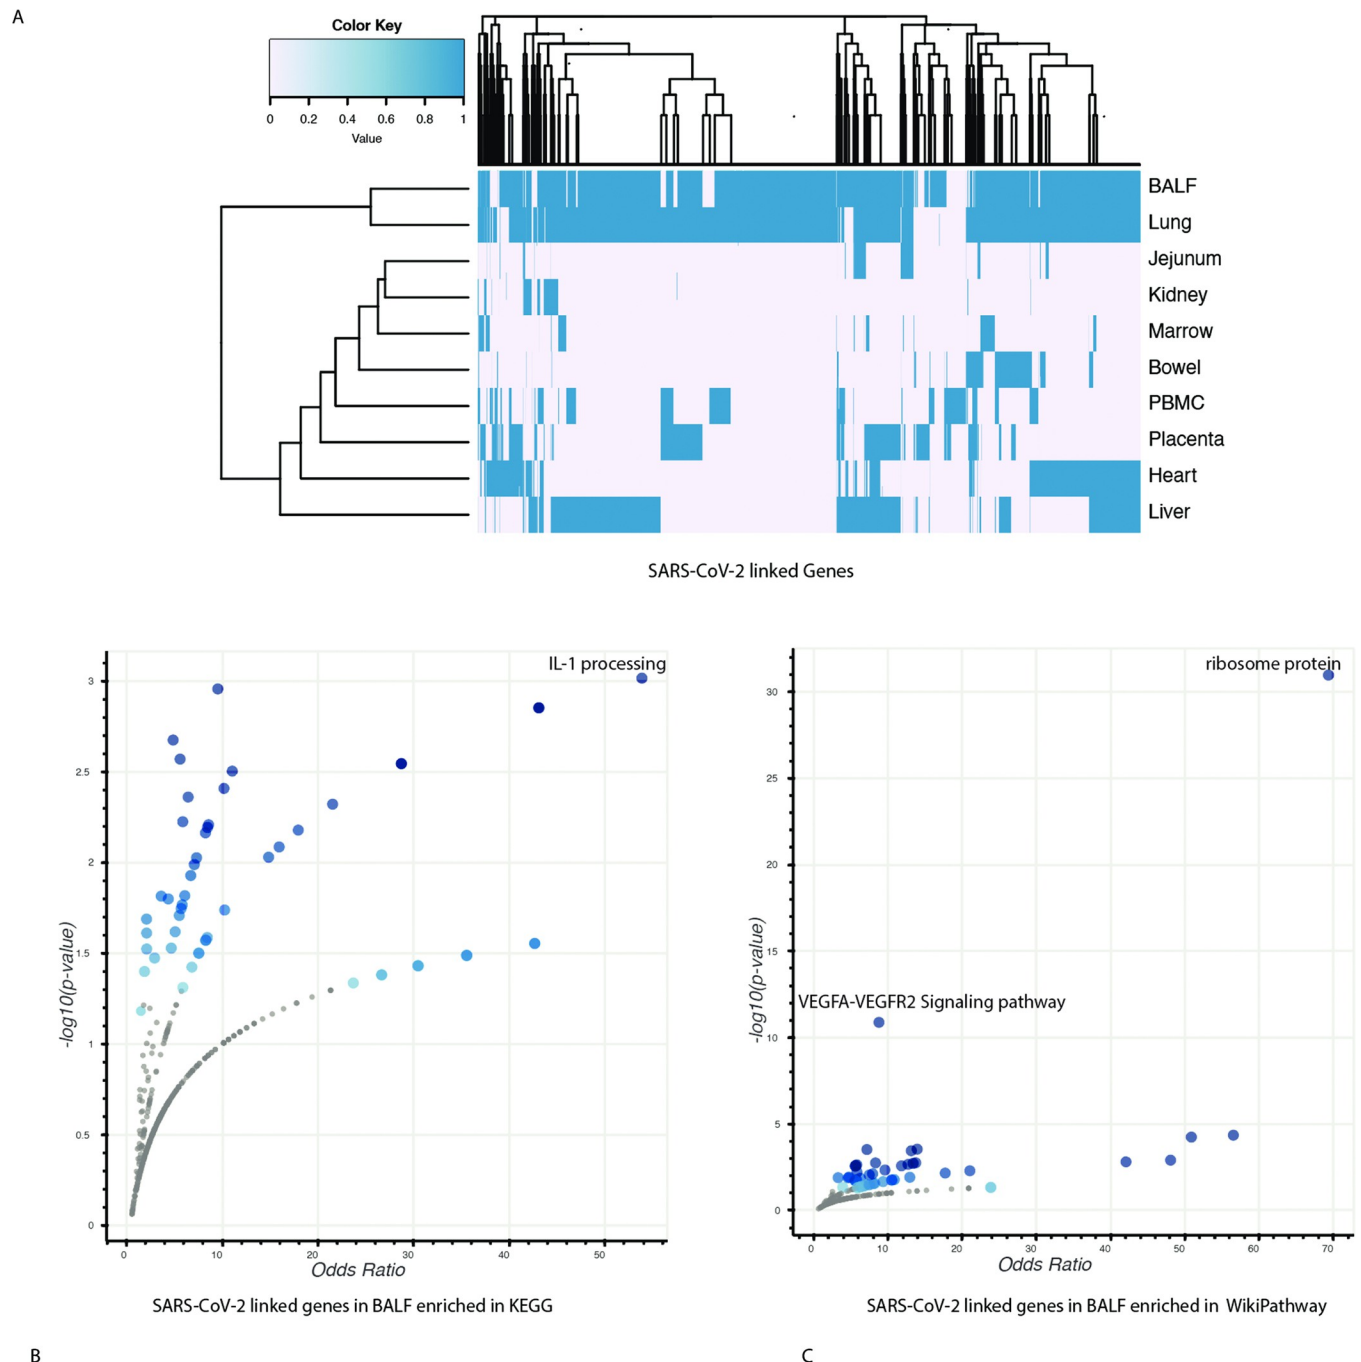 A
Color Key
0 0.2 0.4 0.6 0.8 1
Value
BALF
Lung
Jejunum
Kidney
Marrow
Bowel
PBMC
Placenta
Heart
Liver
SARS-CoV-2 linked Genes
IL-1 processing
3
2.5
2
1.5
1
0.5
0
-log10(p-value)
0 10 20 30 40 50
Odds Ratio
SARS-CoV-2 linked genes in BALF enriched in KEGG
B
ribosome protein
30
25
20
15
10
5
0
-log10(p-value)
VEGFA-VEGFR2 Signaling pathway
0 10 20 30 40 50 60 70
Odds Ratio
SARS-CoV-2 linked genes in BALF enriched in WikiPathway
C